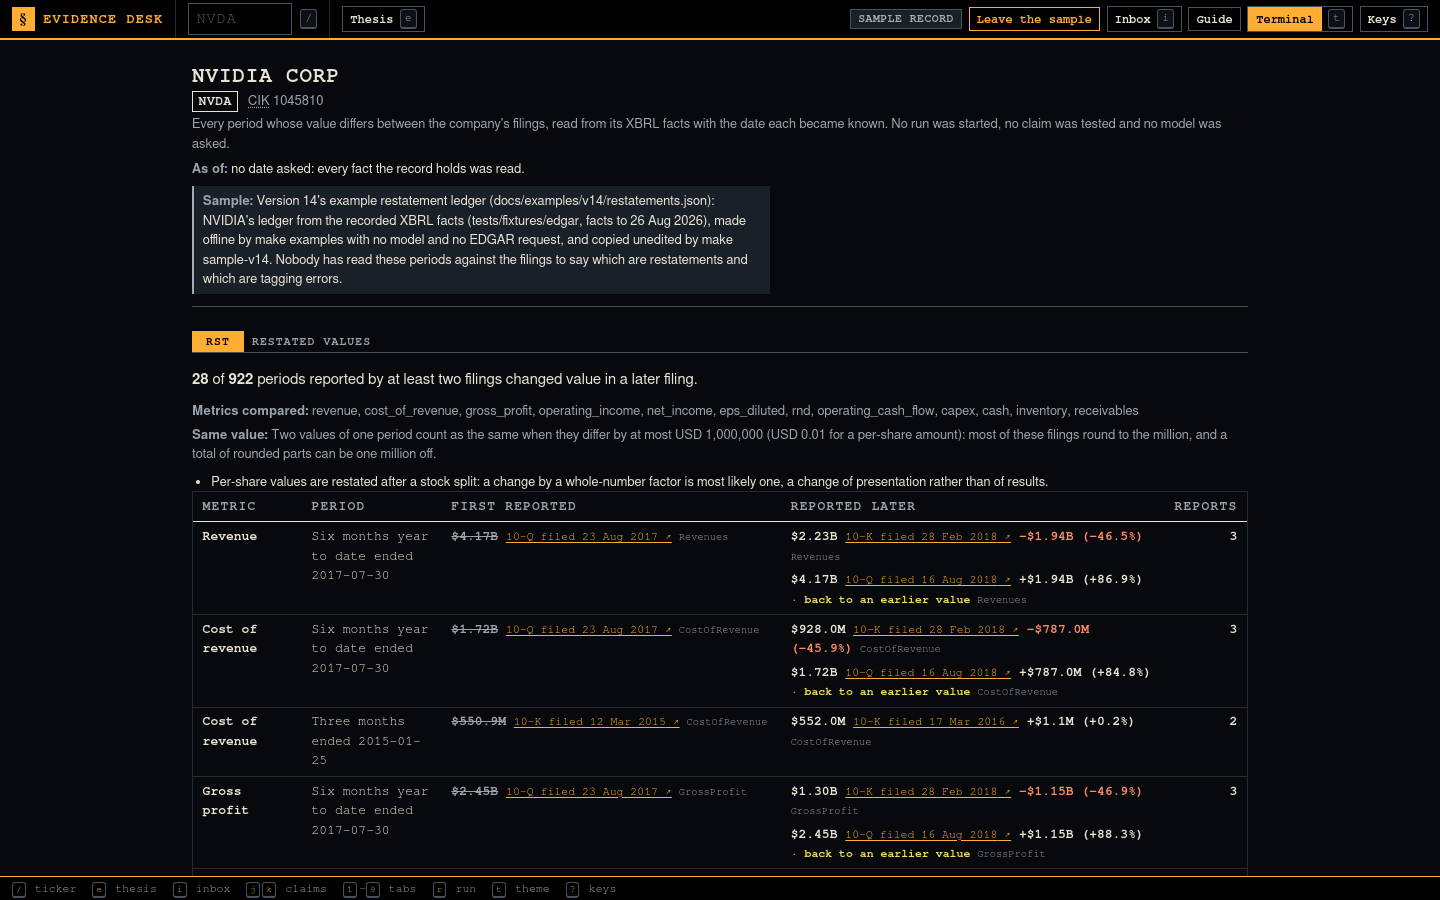 § EVIDENCE DESK NVDA / Thesis e SAMPLE RECORD Leave the sample Inbox i Guide Terminal t Keys ?
NVIDIA CORP
NVDA CIK 1045810
Every period whose value differs between the company's filings, read from its XBRL facts with the date each became known. No run was started, no claim was tested and no model was
asked.
As of: no date asked: every fact the record holds was read.
Sample: Version 14's example restatement ledger (docs/examples/v14/restatements.json):
NVIDIA's ledger from the recorded XBRL facts (tests/fixtures/edgar, facts to 26 Aug 2026), made
offline by make examples with no model and no EDGAR request, and copied unedited by make
sample-v14. Nobody has read these periods against the filings to say which are restatements and
which are tagging errors.
RST RESTATED VALUES
28 of 922 periods reported by at least two filings changed value in a later filing.
Metrics compared: revenue, cost_of_revenue, gross_profit, operating_income, net_income, eps_diluted, rnd, operating_cash_flow, capex, cash, inventory, receivables
Same value: Two values of one period count as the same when they differ by at most USD 1,000,000 (USD 0.01 for a per-share amount): most of these filings round to the million, and a
total of rounded parts can be one million off.
• Per-share values are restated after a stock split: a change by a whole-number factor is most likely one, a change of presentation rather than of results.
METRIC PERIOD FIRST REPORTED REPORTED LATER REPORTS
Revenue Six months year $4.17B 10-Q filed 23 Aug 2017 ↗ Revenues $2.23B 10-K filed 28 Feb 2018 ↗ −$1.94B (−46.5%) 3
to date ended Revenues
2017-07-30 $4.17B 10-Q filed 16 Aug 2018 ↗ +$1.94B (+86.9%)
· back to an earlier value Revenues
Cost of Six months year $1.72B 10-Q filed 23 Aug 2017 ↗ CostOfRevenue $928.0M 10-K filed 28 Feb 2018 ↗ −$787.0M 3
revenue to date ended (−45.9%) CostOfRevenue
2017-07-30 $1.72B 10-Q filed 16 Aug 2018 ↗ +$787.0M (+84.8%)
· back to an earlier value CostOfRevenue
Cost of Three months $550.9M 10-K filed 12 Mar 2015 ↗ CostOfRevenue $552.0M 10-K filed 17 Mar 2016 ↗ +$1.1M (+0.2%) 2
revenue ended 2015-01- CostOfRevenue
25
Gross Six months year $2.45B 10-Q filed 23 Aug 2017 ↗ GrossProfit $1.30B 10-K filed 28 Feb 2018 ↗ −$1.15B (−46.9%) 3
profit to date ended GrossProfit
2017-07-30 $2.45B 10-Q filed 16 Aug 2018 ↗ +$1.15B (+88.3%)
· back to an earlier value GrossProfit
/ ticker e thesis i inbox j k claims 1-9 tabs r run t theme ? keys